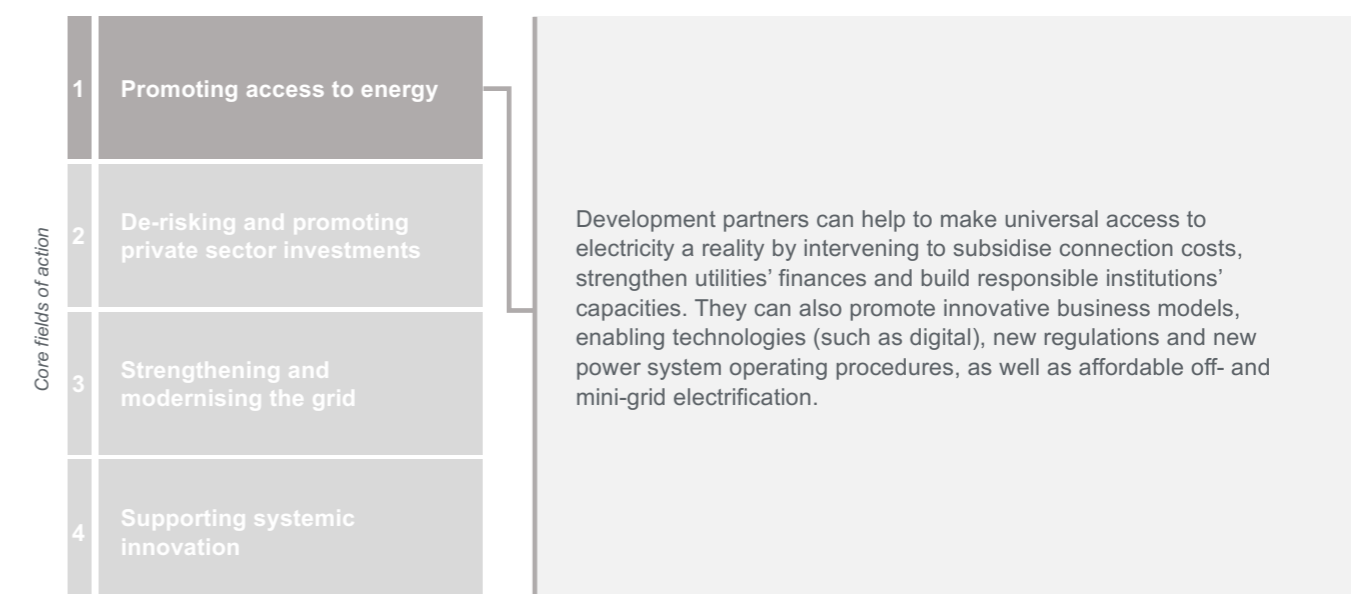 Core fields of action
1
Promoting access to energy
2
De-risking and promoting
private sector investments
3
Strengthening and
modernising the grid
4
Supporting systemic
innovation
Development partners can help to make universal access to
electricity a reality by intervening to subsidise connection costs,
strengthen utilities’ finances and build responsible institutions’
capacities. They can also promote innovative business models,
enabling technologies (such as digital), new regulations and new
power system operating procedures, as well as affordable off- and
mini-grid electrification.